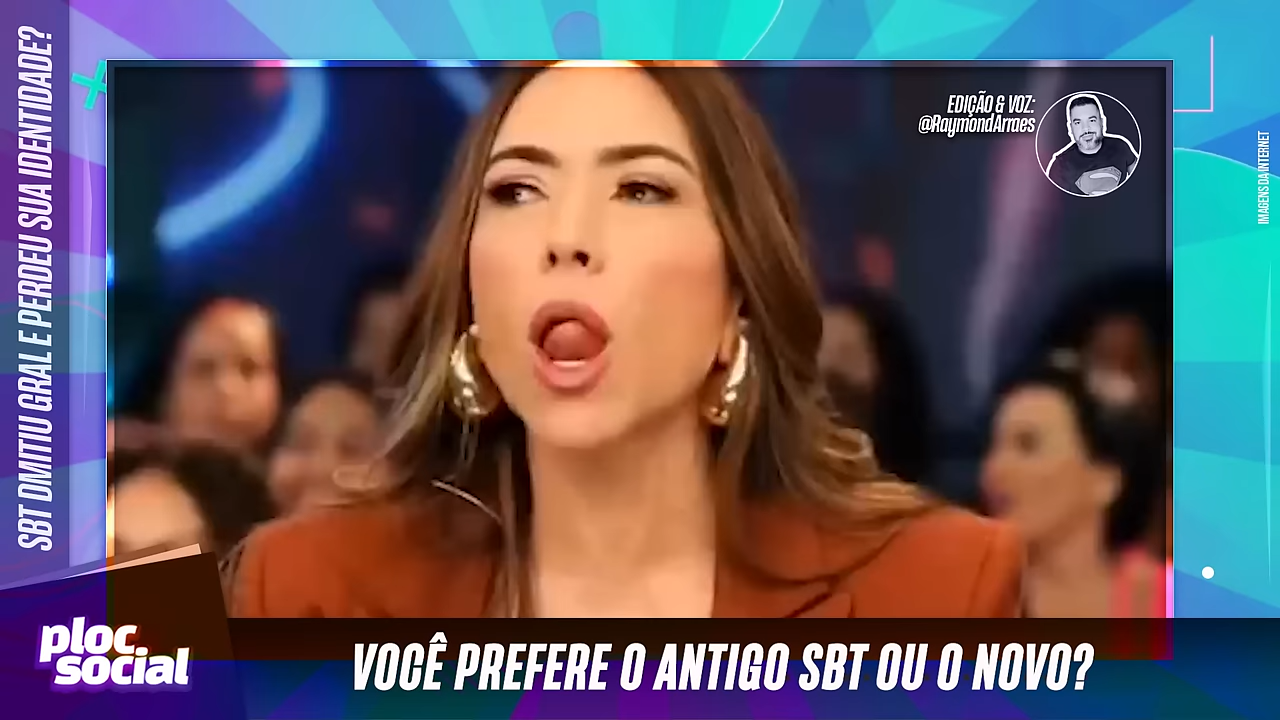 SBT DMITIU GRAL E PERDEU SUA IDENTIDADE?
EDIÇÃO & VOZ:
@RaymondArraes
IMAGENS DA INTERNET
ploc
social
VOCÊ PREFERE O ANTIGO SBT OU O NOVO?